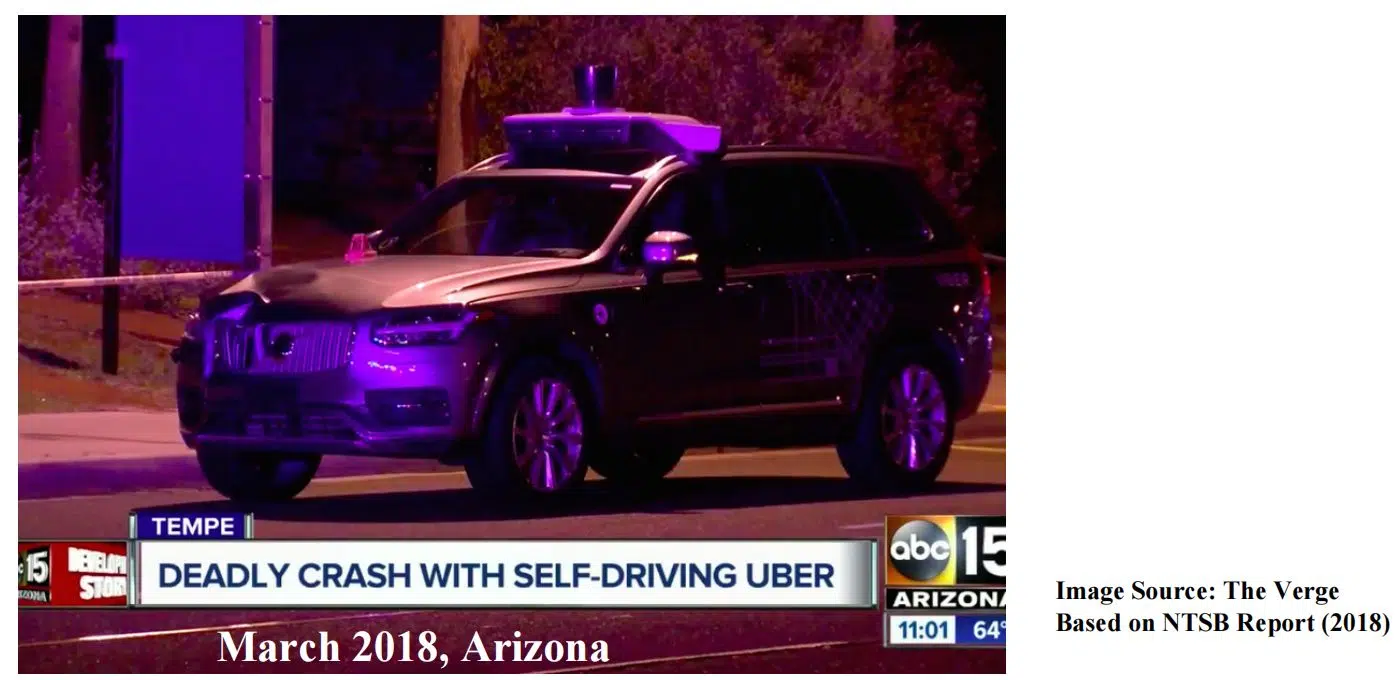 TEMPE
15
DEADLY CRASH WITH SELF-DRIVING UBER
abc 15
ARIZONA
11:01 64°
March 2018, Arizona
Image Source: The Verge
Based on NTSB Report (2018)